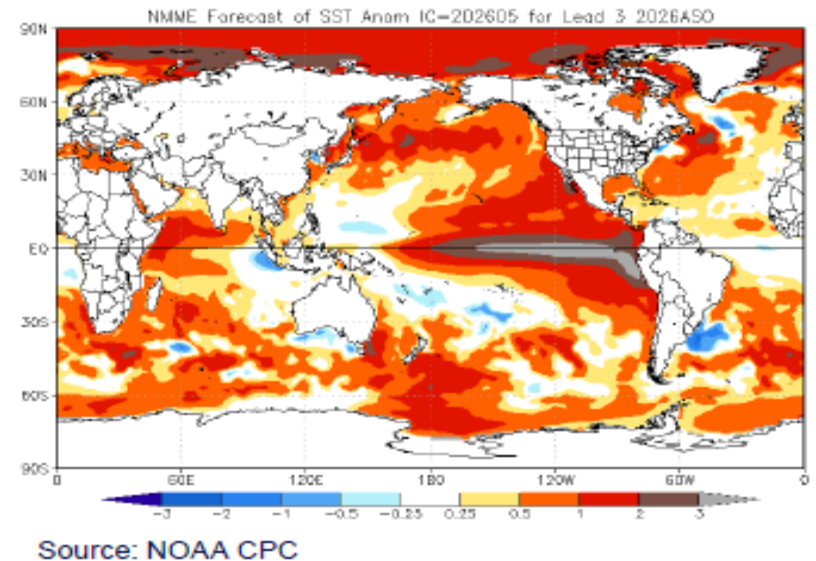 NMME Forecast of SST Anom IC-202605 for Lead 3 2026ASO
90N
60N
30N
EQ
30S
60S
90S
0 60E 120E 180 120W 60W 0
-3 -2 -1 -0.5 -0.25 0.25 0.5 1 2 3
Source: NOAA CPC